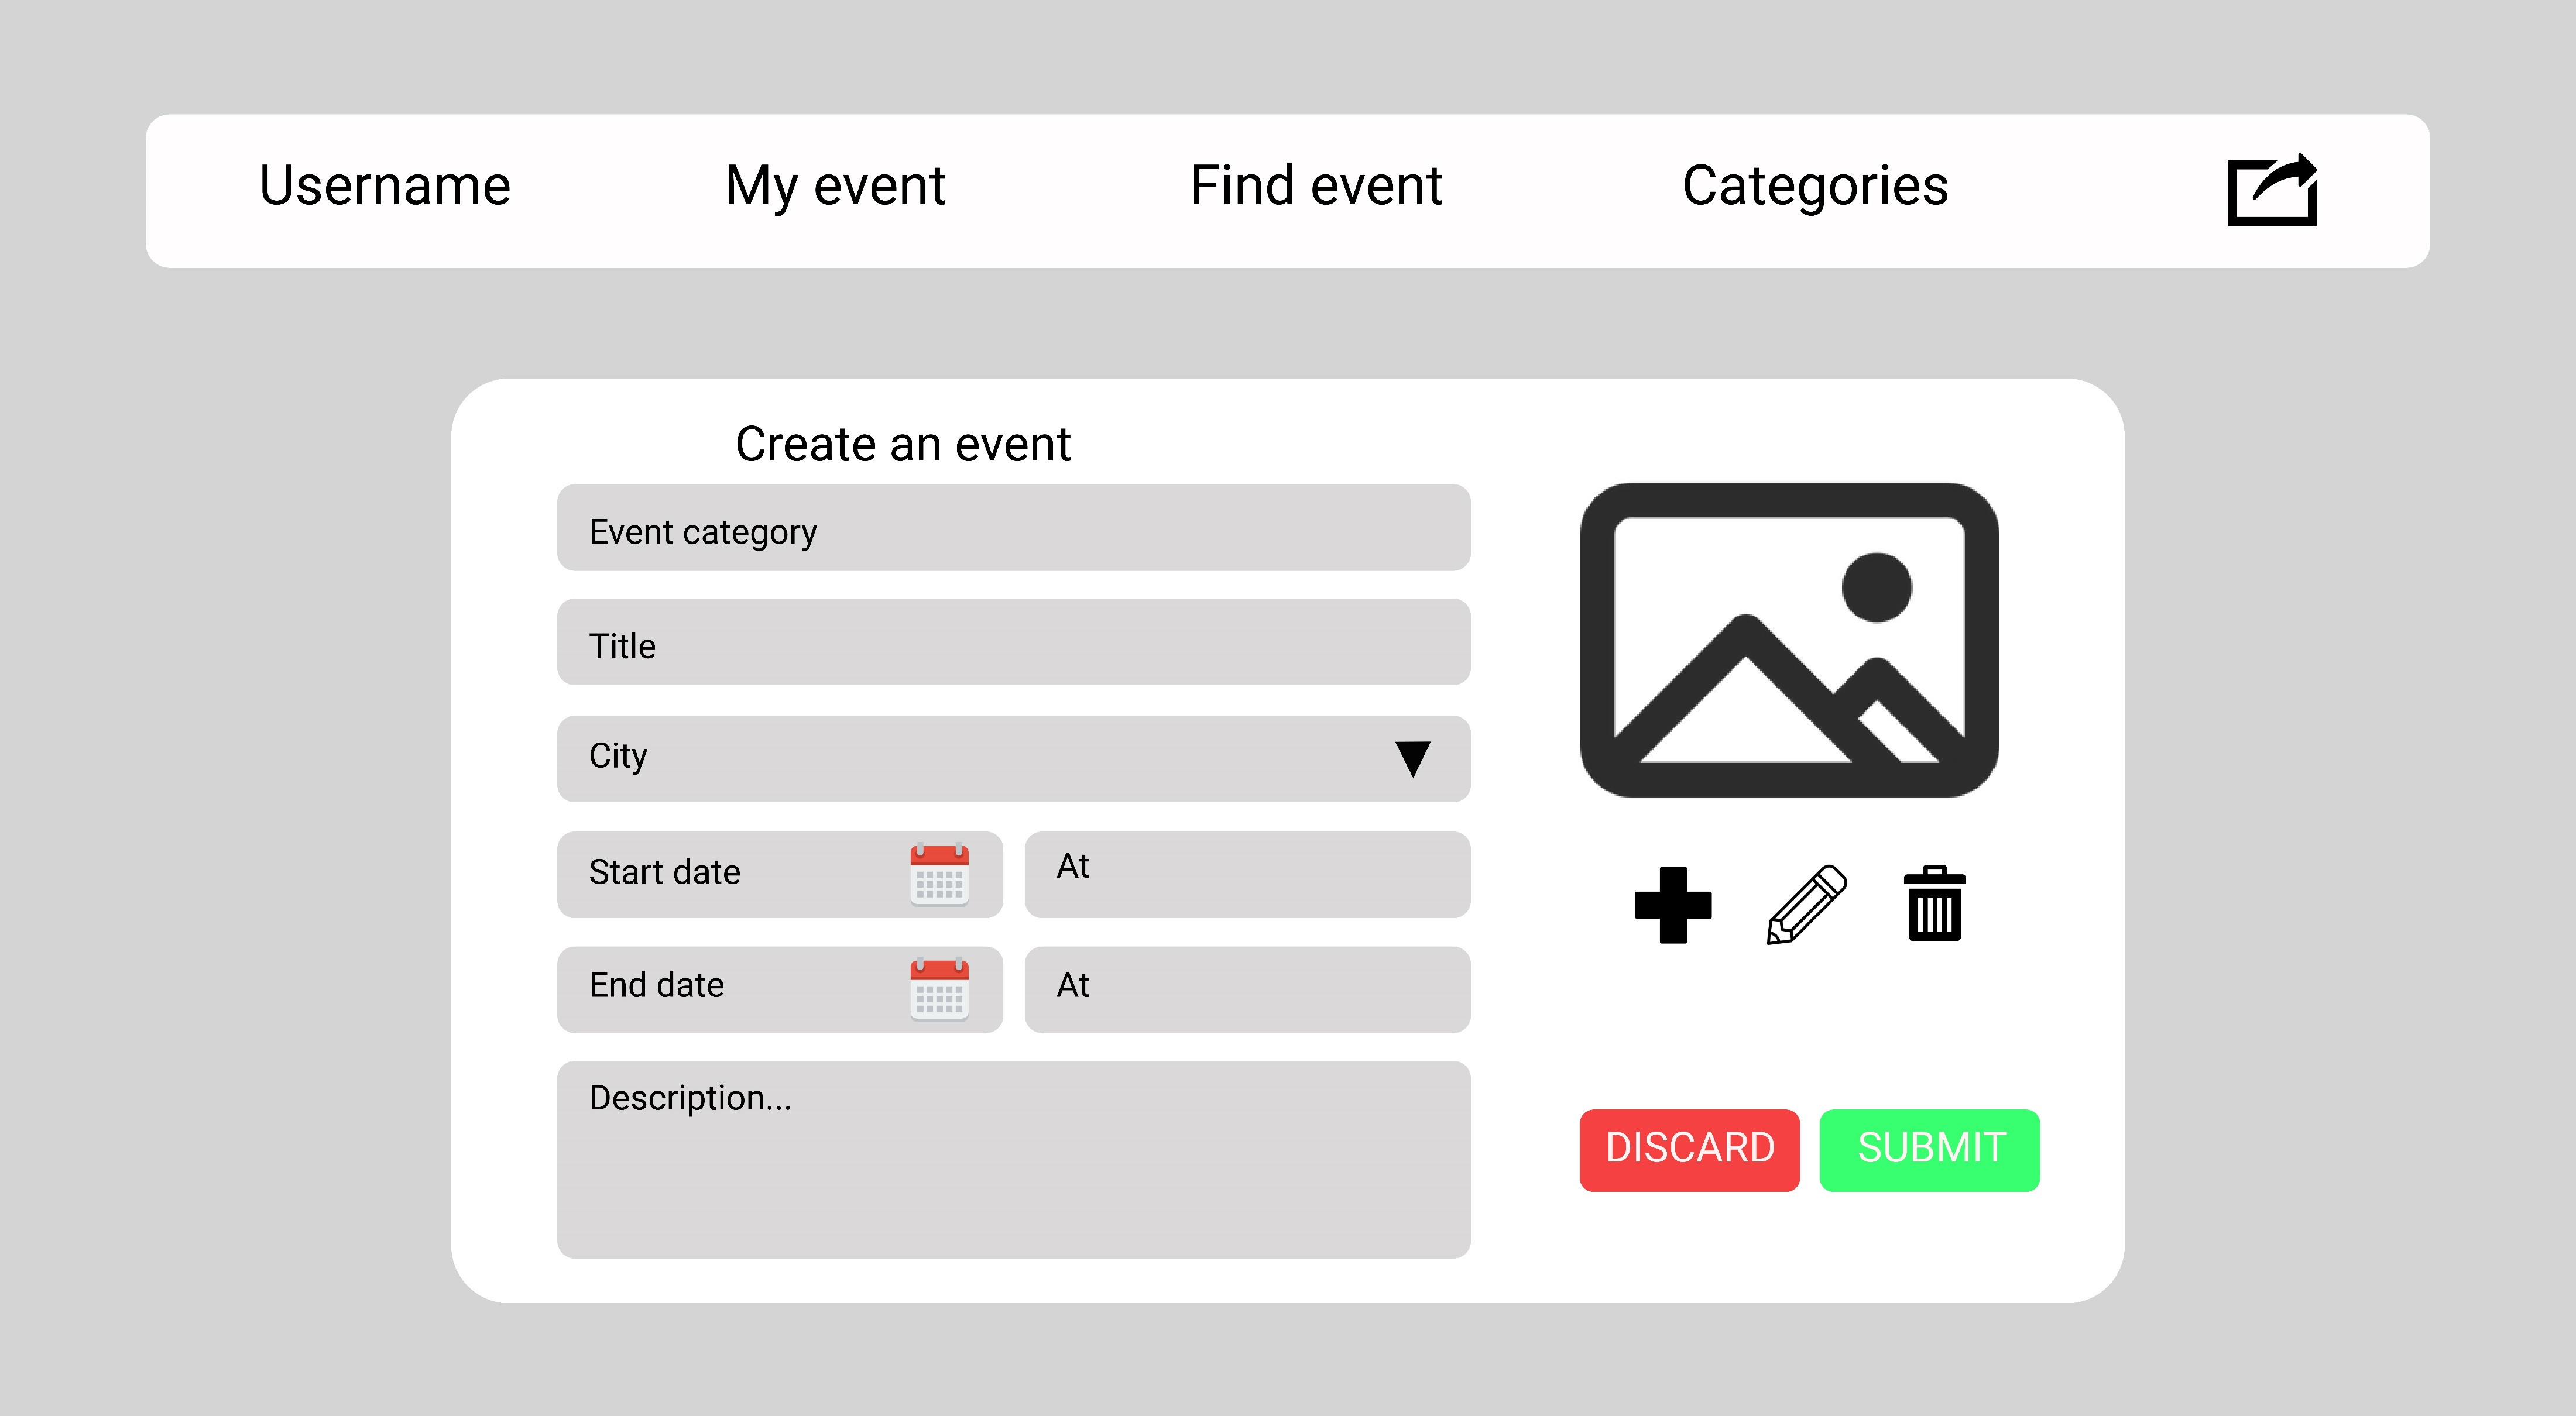 Username
My event
Find event
Categories
Create an event
Event category
Title
City
Start date
At
End date
At
Description...
DISCARD
SUBMIT